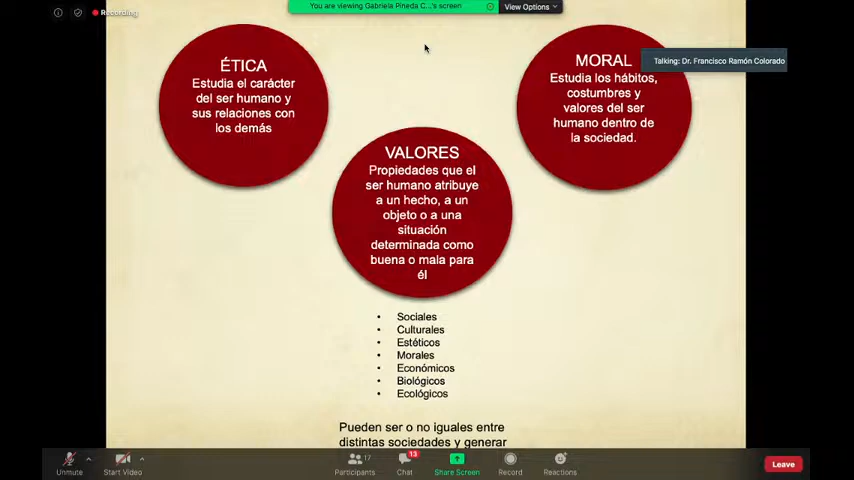 Recording
You are viewing Gabriela Pineda C...'s screen
View Options
Talking: Dr. Francisco Ramón Colorado
ÉTICA
Estudia el carácter
del ser humano y
sus relaciones con
los demás
MORAL
Estudia los hábitos,
costumbres y
valores del ser
humano dentro de
la sociedad.
VALORES
Propiedades que el
ser humano atribuye
a un hecho, a un
objeto o a una
situación
determinada como
buena o mala para
él
• Sociales
• Culturales
• Estéticos
• Morales
• Económicos
• Biológicos
• Ecológicos
Pueden ser o no iguales entre
distintas sociedades y generar
Unmute
Start Video
Participants 17
Chat 13
Share Screen
Record
Reactions
Leave